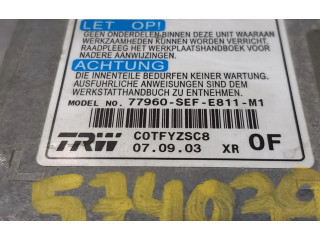 LET OP!
GEEN ONDERDELEN BINNEN DEZE UNIT WAARAAN
WERKZAAMHEDEN KUNNEN WORDEN VERRICHT.
RAADPLEEG HET WERKPLAATSHANDBOEK VOOR
NADERE AANWIJZINGEN.
ACHTUNG
DIE INNENTEILE BEDÜRFEN KEINER WARTUNG.
AUSFÜHRLICHE ANWEISUNGEN SIND DEM
WERKSTATTHANDBUCH ZU ENTNEHMEN.
MODEL NO. 77960-SEF-E811-M1
TRW C0TFYZSC8
07.09.03 XR OF
574039